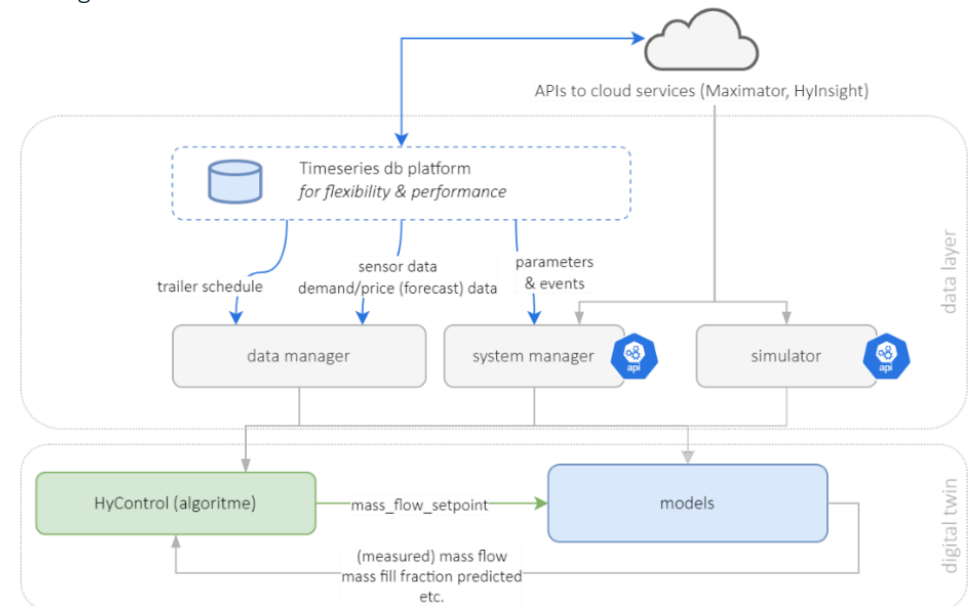 APIs to cloud services (Maximator, HyInsight)
Timeseries db platform
for flexibility & performance
trailer schedule
sensor data
demand/price (forecast) data
parameters
& events
data layer
data manager
system manager
api
simulator
api
HyControl (algoritme)
mass_flow_setpoint
models
(measured) mass flow
mass fill fraction predicted
etc.
digital twin